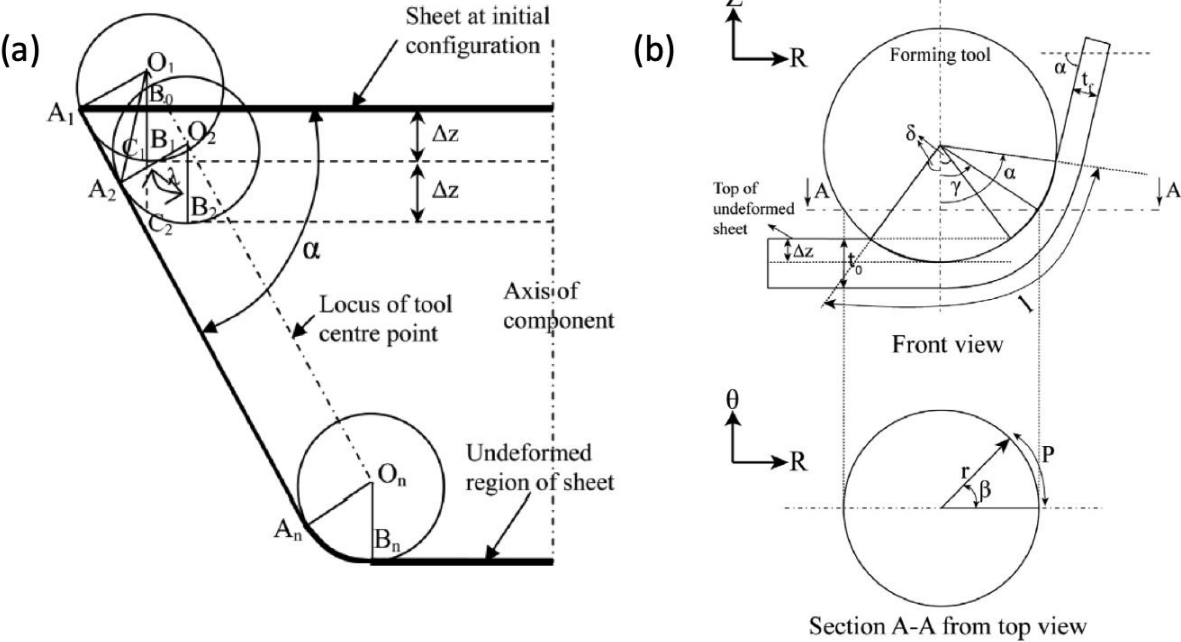 (a)
Sheet at initial
configuration
O₁
B₀
A₁
Δz
O₂
B₁
C₁
A₂
λ
Δz
B₂
C₂
α
Axis of
component
Locus of tool
centre point
Undeformed
region of sheet
Oₙ
Aₙ
Bₙ
(b)
Z
R
Forming tool
α
t_f
δ
γ
α
A
A
Top of
undeformed
sheet
Δz
t₀
l
Front view
θ
R
P
r
β
Section A-A from top view